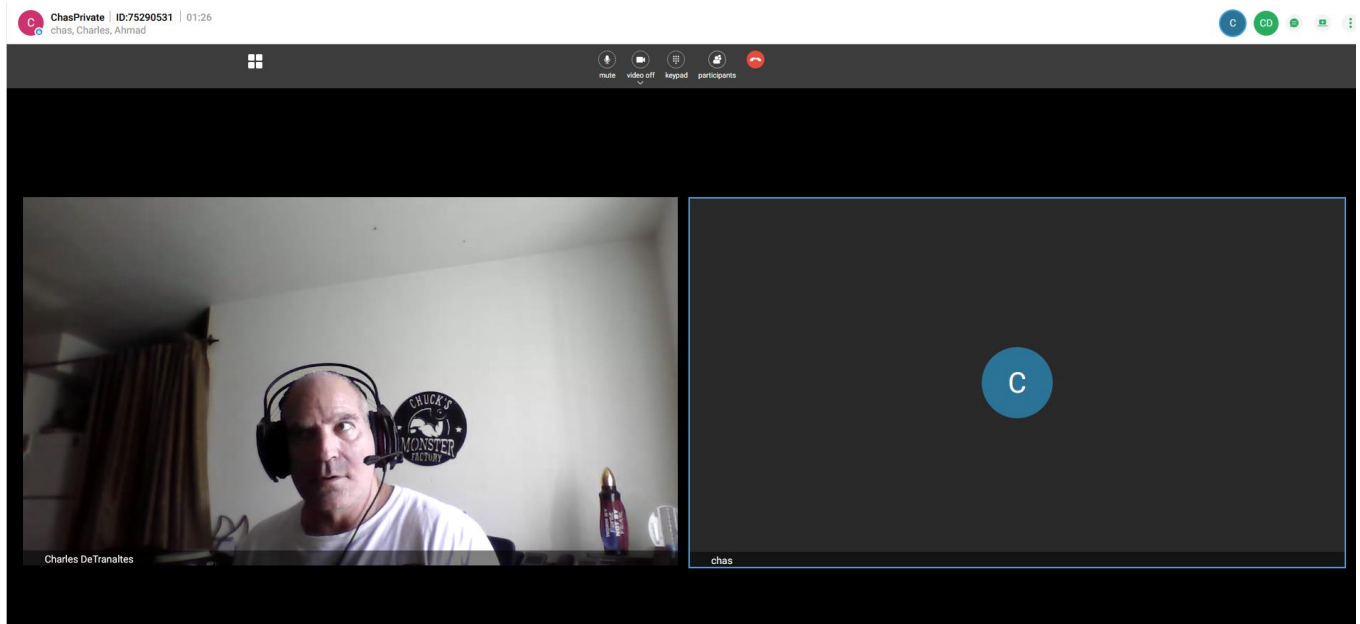 C
ChasPrivate ID:75290531 01:26
chas, Charles, Ahmad
C
CD
mute
video off
keypad
participants
CHUCK'S
MONSTER
FACTORY
C
Charles DeTranaltes
chas